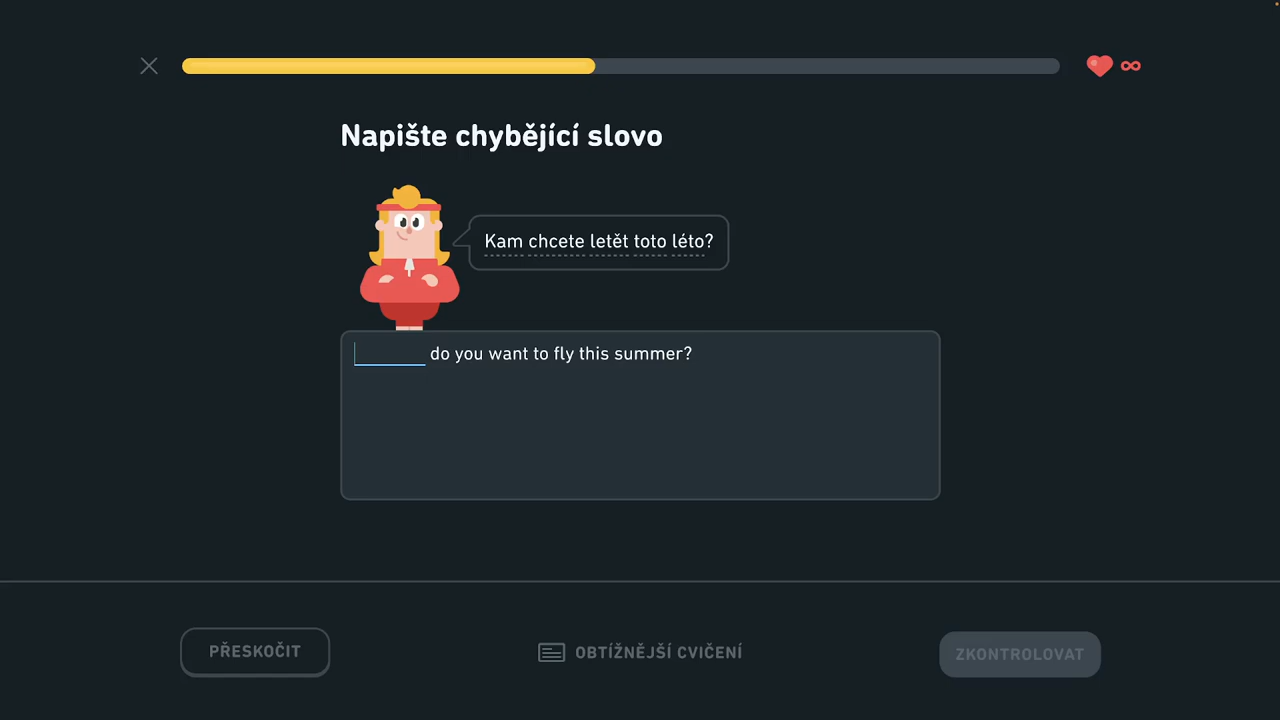 ∞
Napište chybějící slovo
Kam chcete letět toto léto?
do you want to fly this summer?
PŘESKOČIT
OBTÍŽNĚJŠÍ CVIČENÍ
ZKONTROLOVAT